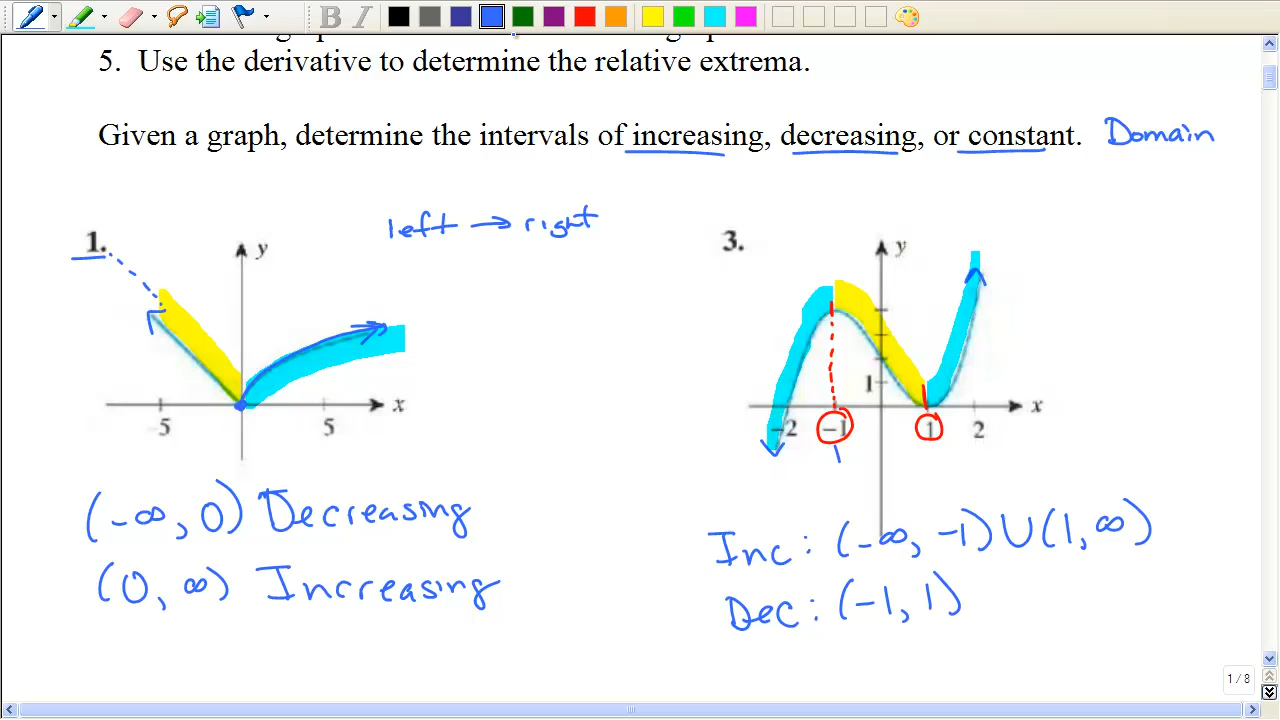 B I
5. Use the derivative to determine the relative extrema.
Given a graph, determine the intervals of increasing, decreasing, or constant. Domain
left → right
1.
y
-5
5
x
(-∞, 0) Decreasing
(0, ∞) Increasing
3.
y
1
-2
-1
1
2
x
Inc: (-∞, -1) U (1, ∞)
Dec: (-1, 1)
1 / 8